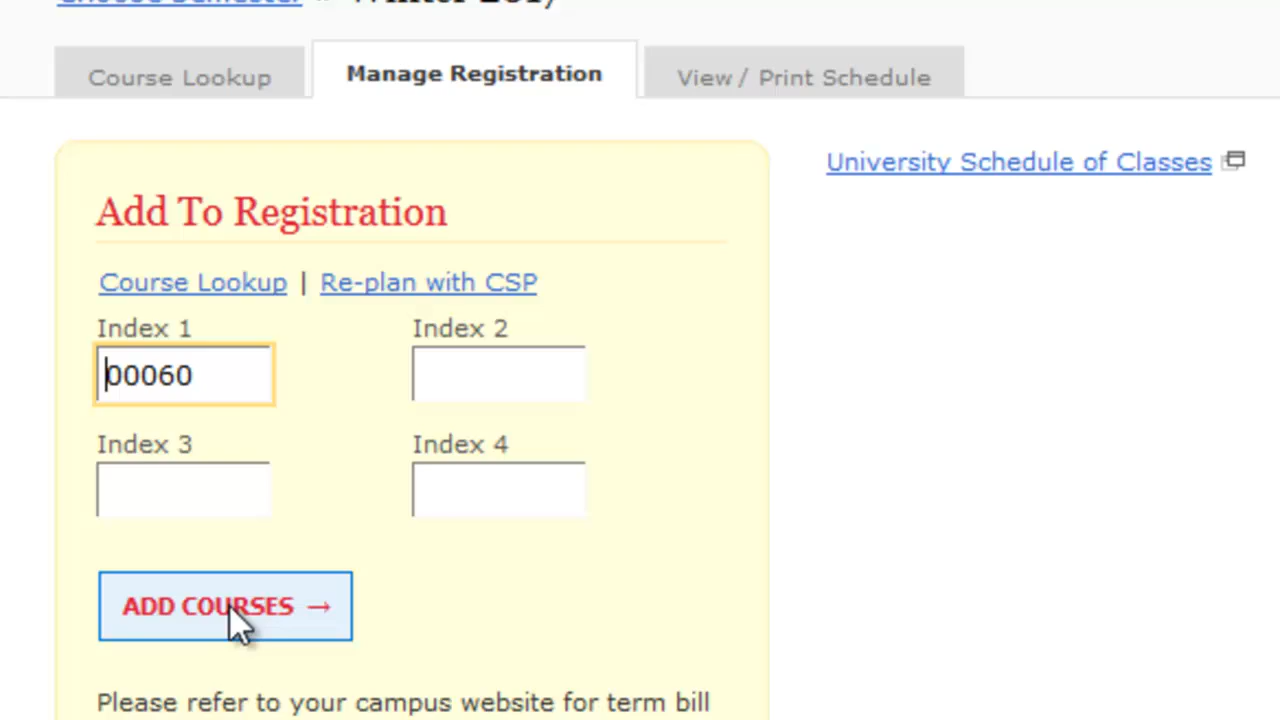 Choose Semester
Course Lookup
Manage Registration
View / Print Schedule
University Schedule of Classes
Add To Registration
Course Lookup | Re-plan with CSP
Index 1 Index 2
00060
Index 3 Index 4
ADD COURSES →
Please refer to your campus website for term bill